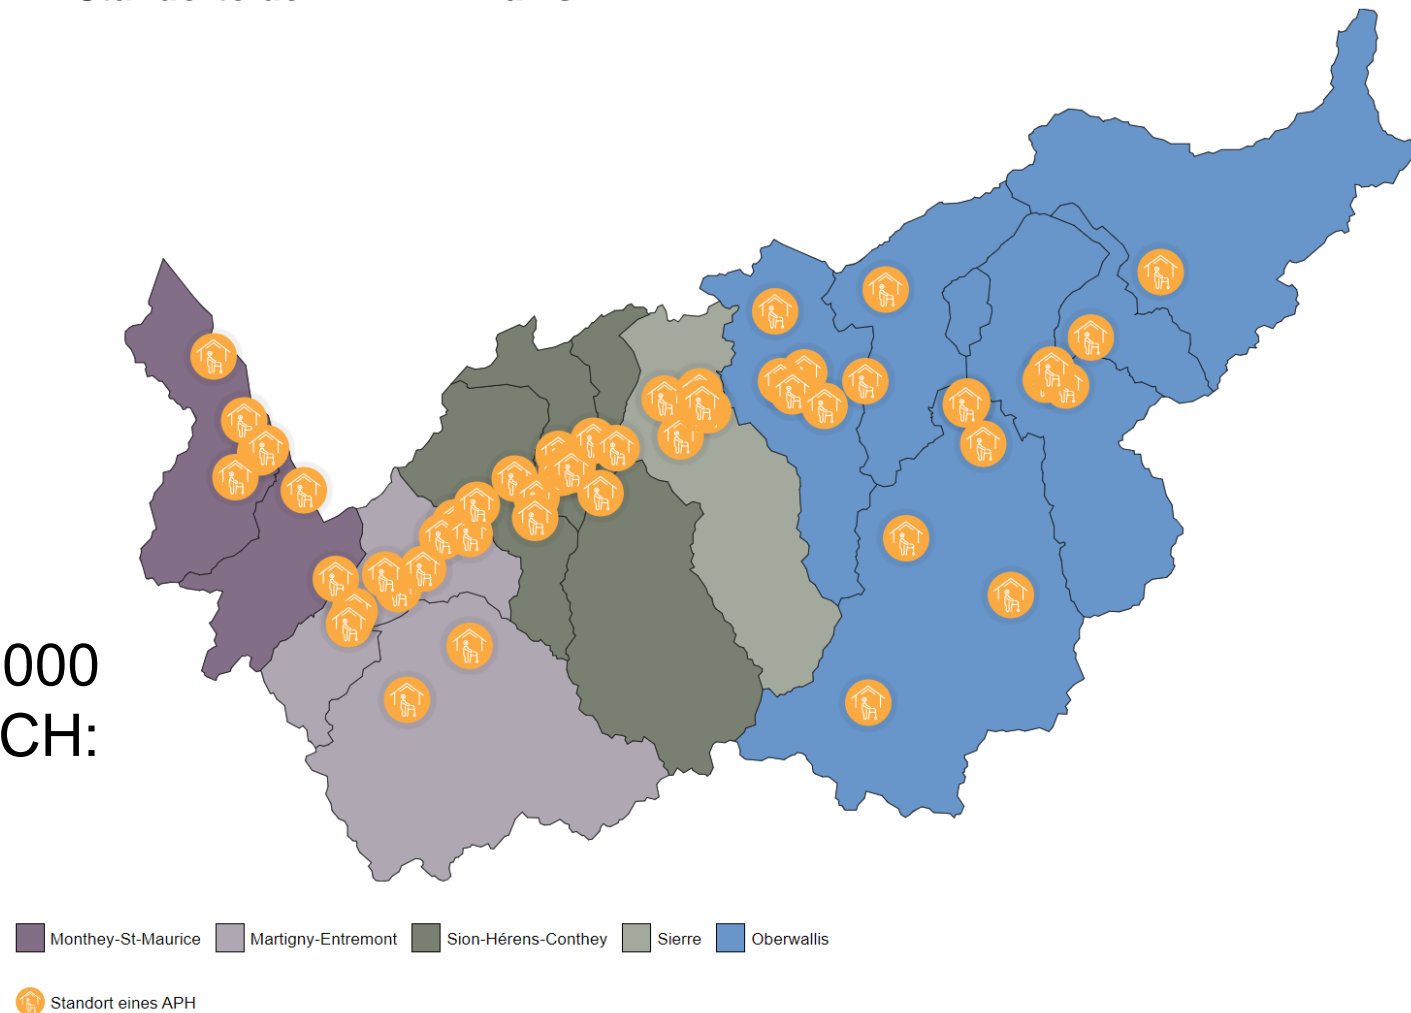 000
CH:
Monthey-St-Maurice
Martigny-Entremont
Sion-Hérens-Conthey
Sierre
Oberwallis
Standort eines APH